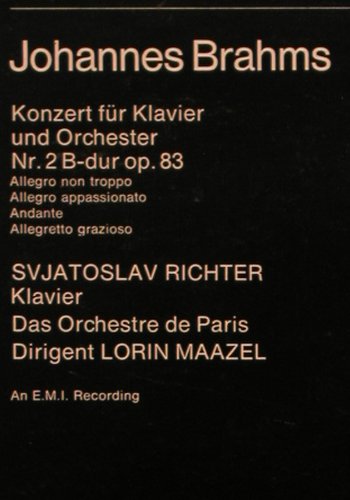 Johannes Brahms
Konzert für Klavier
und Orchester
Nr. 2 B-dur op. 83
Allegro non troppo
Allegro appassionato
Andante
Allegretto grazioso
SVJATOSLAV RICHTER
Klavier
Das Orchestre de Paris
Dirigent LORIN MAAZEL
An E.M.I. Recording